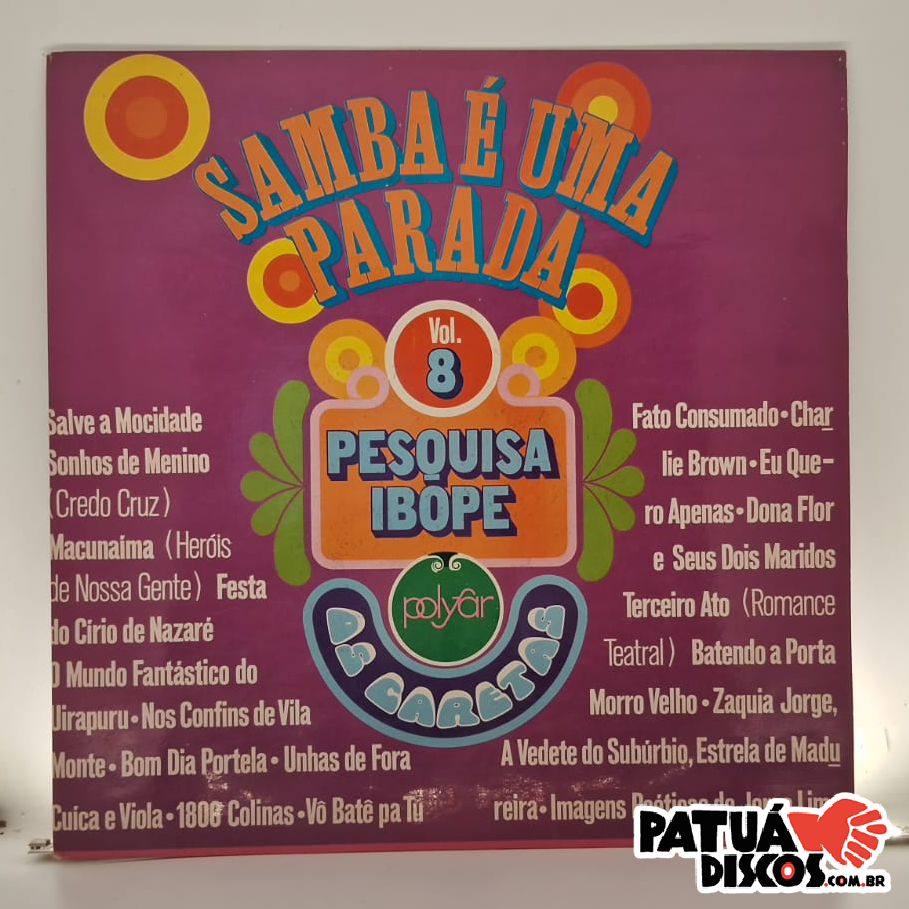 SAMBA É UMA
PARADA
Vol.
8
PESQUISA
IBOPE
polyfar
AS CARETAS
Salve a Mocidade
Sonhos de Menino
(Credo Cruz)
Macunaíma (Heróis
de Nossa Gente) Festa
do Círio de Nazaré
O Mundo Fantástico do
Uirapuru • Nos Confins de Vila
Monte • Bom Dia Portela • Unhas de Fora
Cuíca e Viola • 1800 Colinas • Vô Batê pa Tú
Fato Consumado • Char
lie Brown • Eu Que-
ro Apenas • Dona Flor
e Seus Dois Maridos
Terceiro Ato (Romance
Teatral) Batendo a Porta
Morro Velho • Zaquia Jorge,
A Vedete do Subúrbio, Estrela de Madu
reira • Imagens
PATUÁ
DISCOS.COM.BR